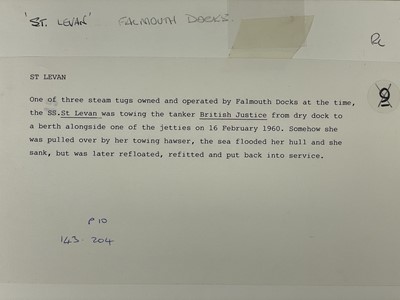 'ST. LEVAN' FALMOUTH DOCKS.
ST LEVAN
One of three steam tugs owned and operated by Falmouth Docks at the time,
the SS.St Levan was towing the tanker British Justice from dry dock to
a berth alongside one of the jetties on 16 February 1960. Somehow she
was pulled over by her towing hawser, the sea flooded her hull and she
sank, but was later refloated, refitted and put back into service.
P10
143 204